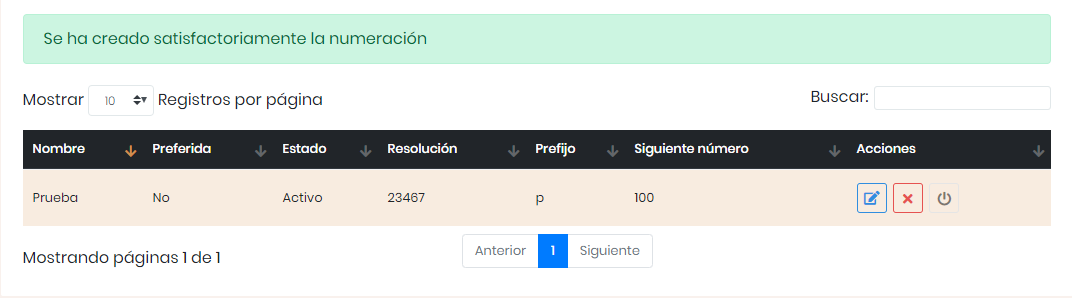 Se ha creado satisfactoriamente la numeración
Mostrar 10 Registros por página
Buscar:
Nombre Preferida Estado Resolución Prefijo Siguiente número Acciones
Prueba No Activo 23467 p 100
Mostrando páginas 1 de 1
Anterior 1 Siguiente